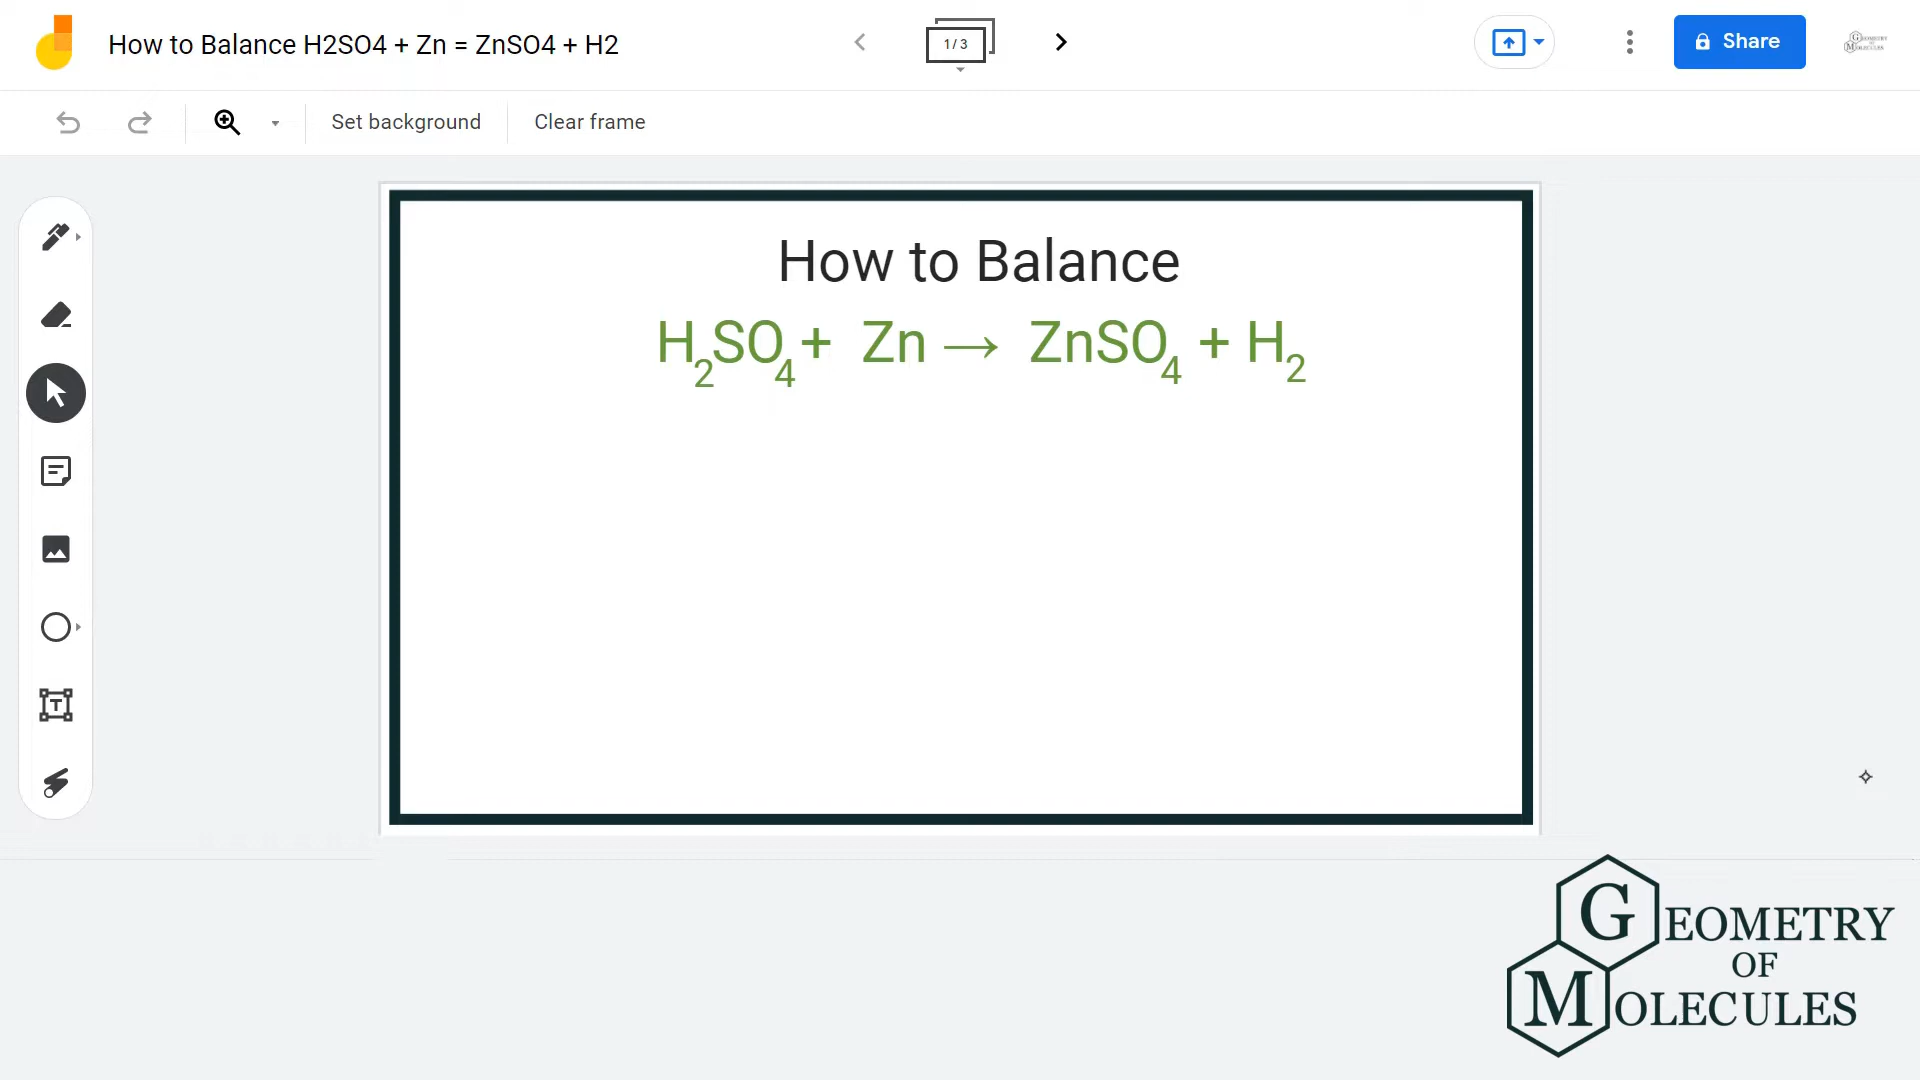 How to Balance H2SO4 + Zn = ZnSO4 + H2
1 / 3
Share
Set background
Clear frame
How to Balance
H₂SO₄ + Zn → ZnSO₄ + H₂
GEOMETRY
OF
MOLECULES